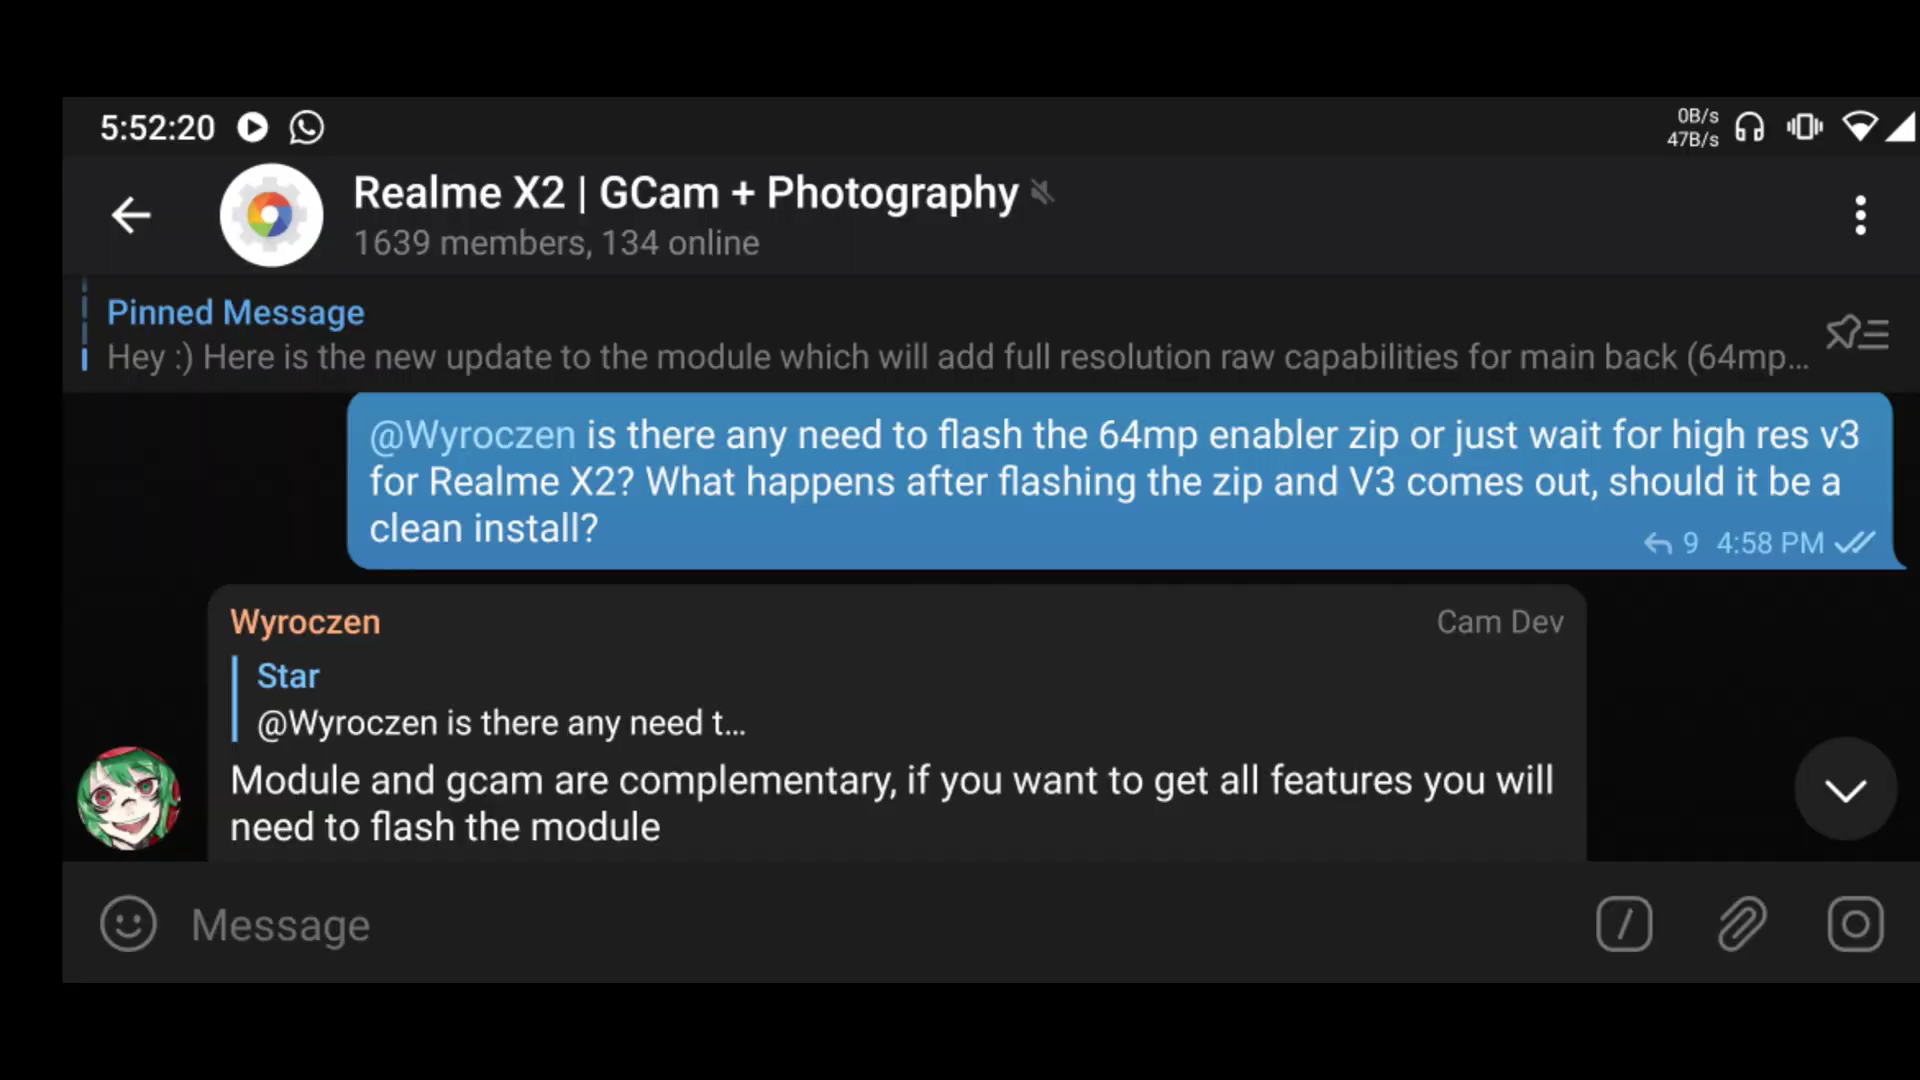 5:52:20
0B/s
47B/s
Realme X2 | GCam + Photography
1639 members, 134 online
Pinned Message
Hey :) Here is the new update to the module which will add full resolution raw capabilities for main back (64mp...
@Wyroczen is there any need to flash the 64mp enabler zip or just wait for high res v3
for Realme X2? What happens after flashing the zip and V3 comes out, should it be a
clean install?
9 4:58 PM
Wyroczen
Cam Dev
Star
@Wyroczen is there any need t...
Module and gcam are complementary, if you want to get all features you will
need to flash the module
Message